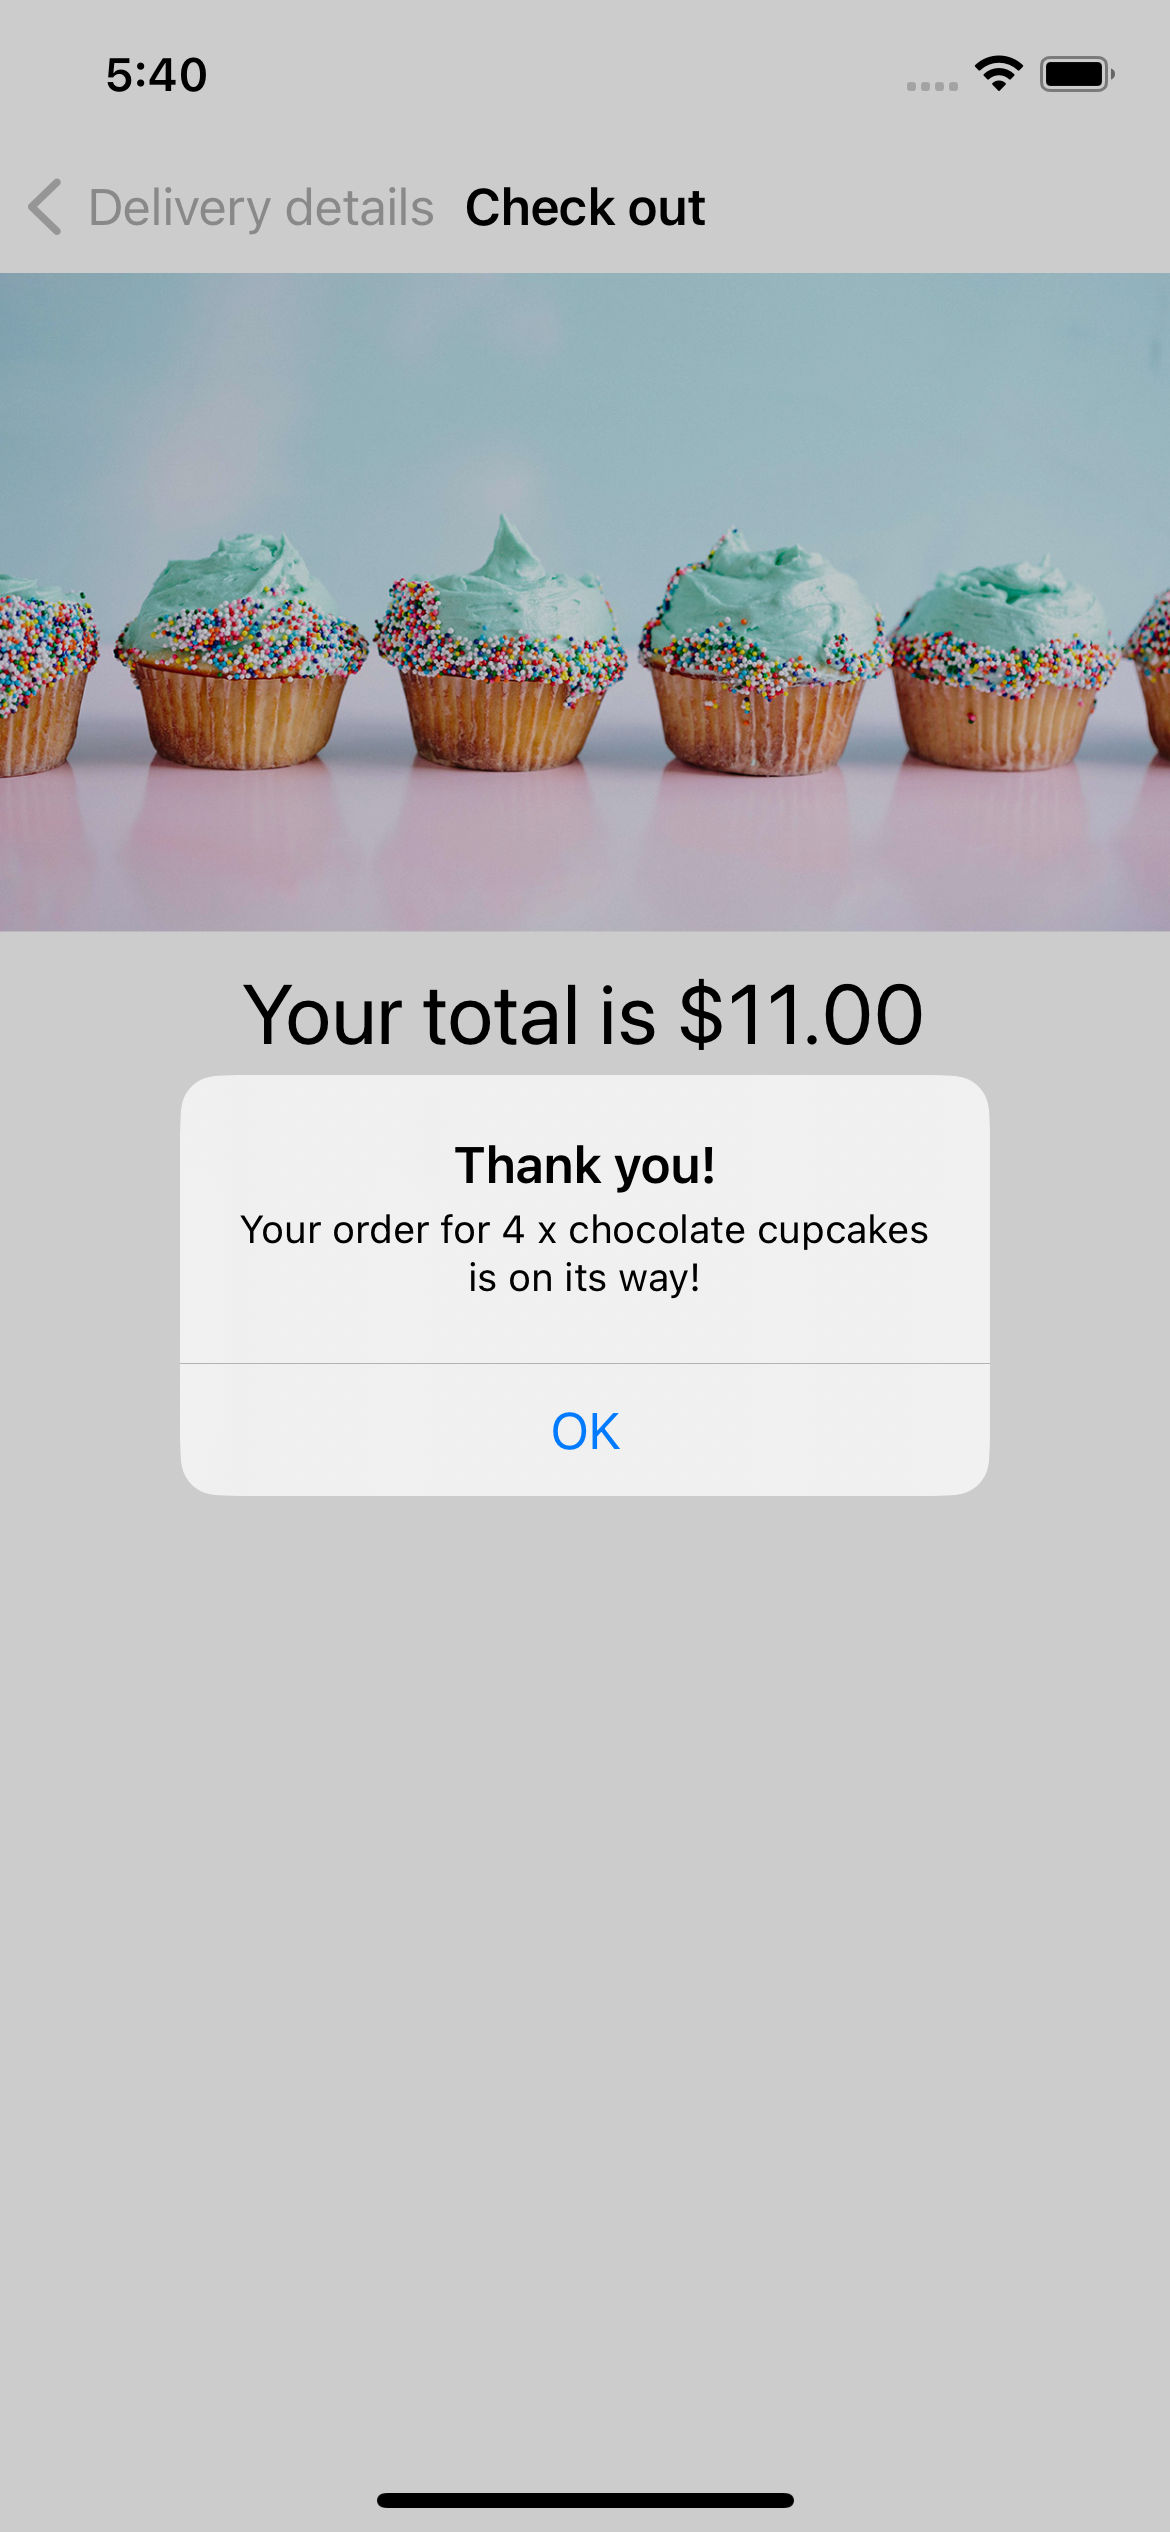 5:40
Delivery details Check out
Your total is $11.00
Thank you!
Your order for 4 x chocolate cupcakes
is on its way!
OK